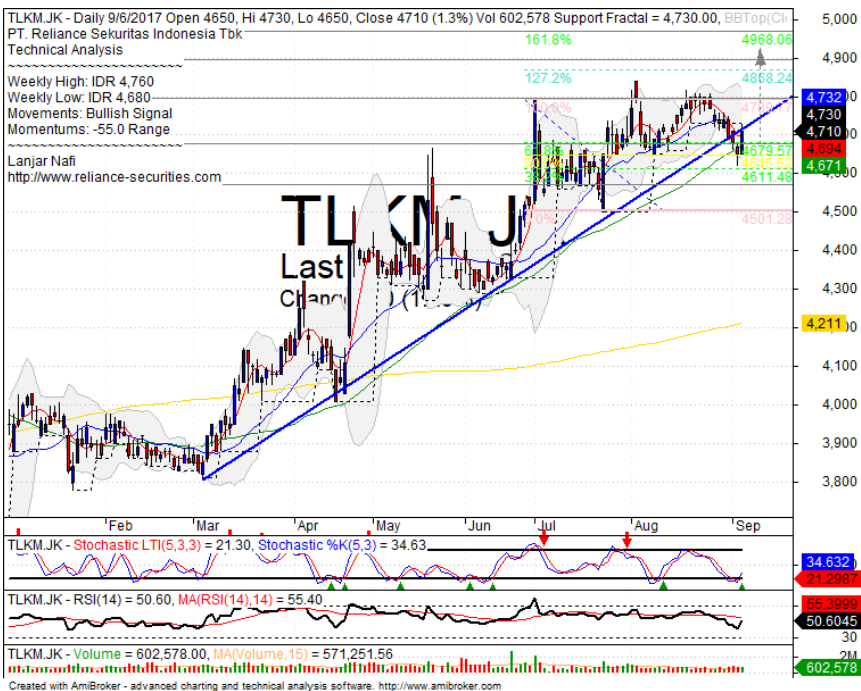 TLKM.JK - Daily 9/6/2017 Open 4650, Hi 4730, Lo 4650, Close 4710 (1.3%) Vol 602,578 Support Fractal = 4,730.00, BBTop(Cl
PT. Reliance Sekuritas Indonesia Tbk
Technical Analysis
~~~~~~~~~~~~~~~~~~~~~~
Weekly High: IDR 4,760
Weekly Low: IDR 4,680
Movements: Bullish Signal
Momentums: -55.0 Range
~~~~~~~~~~~~~~~~~~~~~~
Lanjar Nafi
http://www.reliance-securities.com
161.8% 4968.06
127.2% 4868.24
4679.57
4645.52
4611.48
0% 4501.28
TLKM.J
Last
5,000
4,900
4,732
4,730
4,710
4,694
4,671
4,600
4,500
4,400
4,300
4,211
4,100
4,000
3,900
3,800
Feb Mar Apr May Jun Jul Aug Sep
TLKM.JK - Stochastic LTI(5,3,3) = 21.30, Stochastic %K(5,3) = 34.63
34.632
21.2987
TLKM.JK - RSI(14) = 50.60, MA(RSI(14),14) = 55.40
55.3999
50.6045
30
TLKM.JK - Volume = 602,578.00, MA(Volume,15) = 571,251.56
2M
602,578
Created with AmiBroker - advanced charting and technical analysis software. http://www.amibroker.com